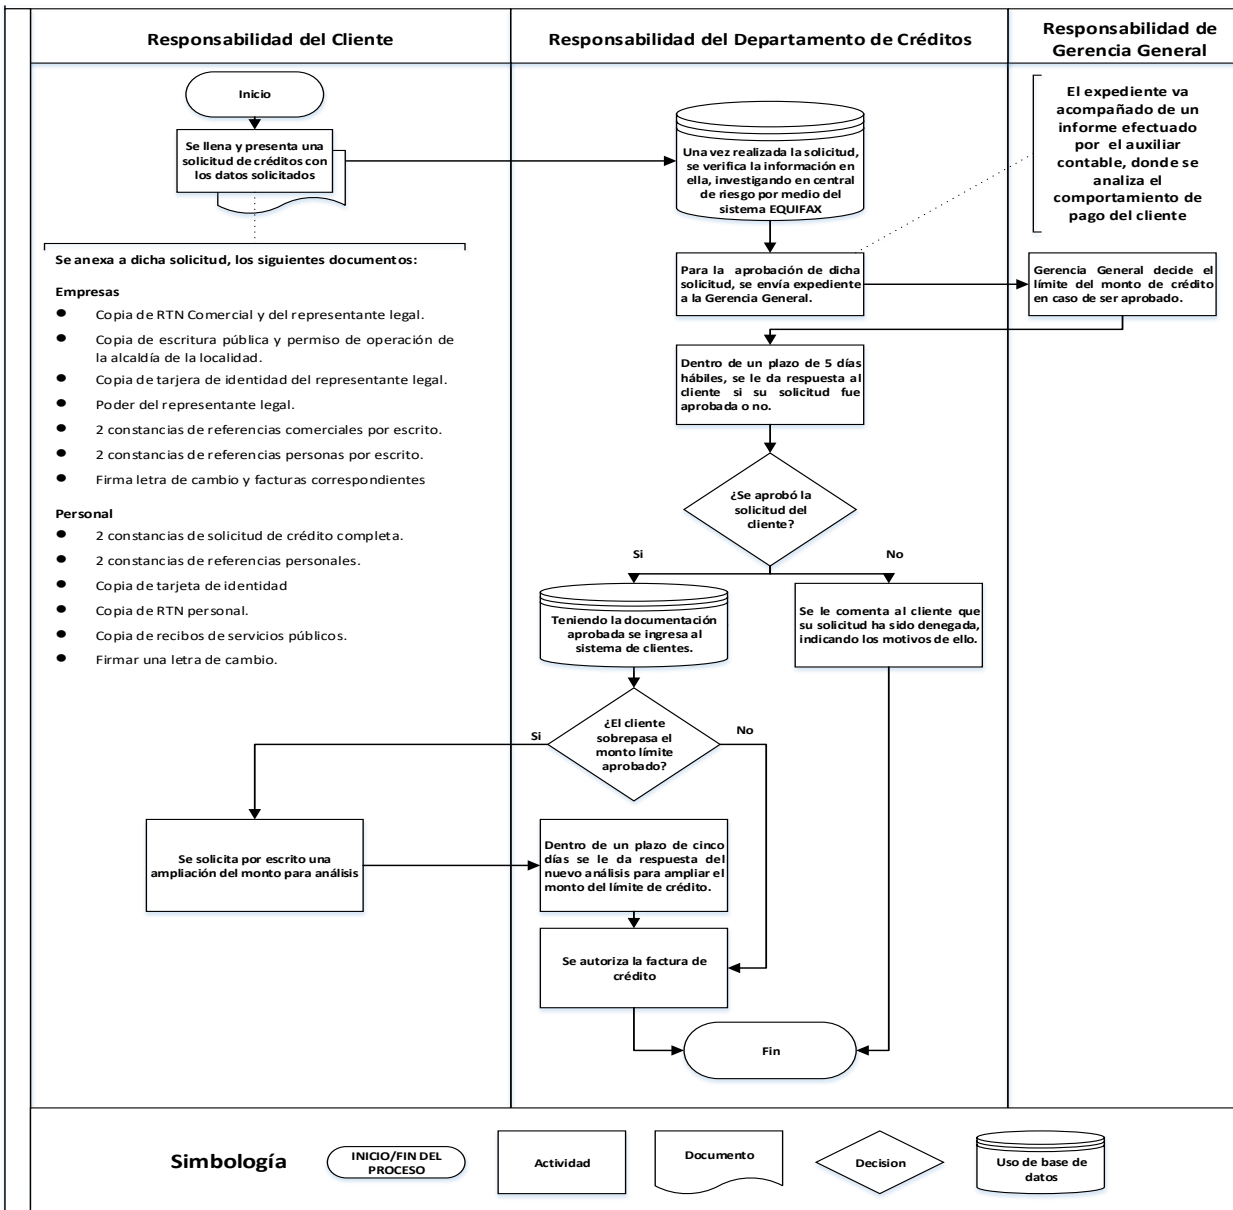 Responsabilidad del Cliente
Responsabilidad del Departamento de Créditos
Responsabilidad de
Gerencia General
Inicio
Se llena y presenta una
solicitud de créditos con
los datos solicitados
Una vez realizada la solicitud,
se verifica la información en
ella, investigando en central
de riesgo por medio del
sistema EQUIFAX
El expediente va
acompañado de un
informe efectuado
por el auxiliar
contable, donde se
analiza el
comportamiento de
pago del cliente
Se anexa a dicha solicitud, los siguientes documentos:
Empresas
● Copia de RTN Comercial y del representante legal.
● Copia de escritura pública y permiso de operación de
la alcaldía de la localidad.
● Copia de tarjera de identidad del representante legal.
● Poder del representante legal.
● 2 constancias de referencias comerciales por escrito.
● 2 constancias de referencias personas por escrito.
● Firma letra de cambio y facturas correspondientes
Personal
● 2 constancias de solicitud de crédito completa.
● 2 constancias de referencias personales.
● Copia de tarjeta de identidad
● Copia de RTN personal.
● Copia de recibos de servicios públicos.
● Firmar una letra de cambio.
Para la aprobación de dicha
solicitud, se envía expediente
a la Gerencia General.
Gerencia General decide el
límite del monto de crédito
en caso de ser aprobado.
Dentro de un plazo de 5 días
hábiles, se le da respuesta al
cliente si su solicitud fue
aprobada o no.
¿Se aprobó la
solicitud del
cliente?
Si
No
Teniendo la documentación
aprobada se ingresa al
sistema de clientes.
Se le comenta al cliente que
su solicitud ha sido denegada,
indicando los motivos de ello.
¿El cliente
sobrepasa el
monto límite
aprobado?
Si
No
Se solicita por escrito una
ampliación del monto para análisis
Dentro de un plazo de cinco
días se le da respuesta del
nuevo análisis para ampliar el
monto del límite de crédito.
Se autoriza la factura de
crédito
Fin
Simbología
INICIO/FIN DEL
PROCESO
Actividad
Documento
Decision
Uso de base de
datos